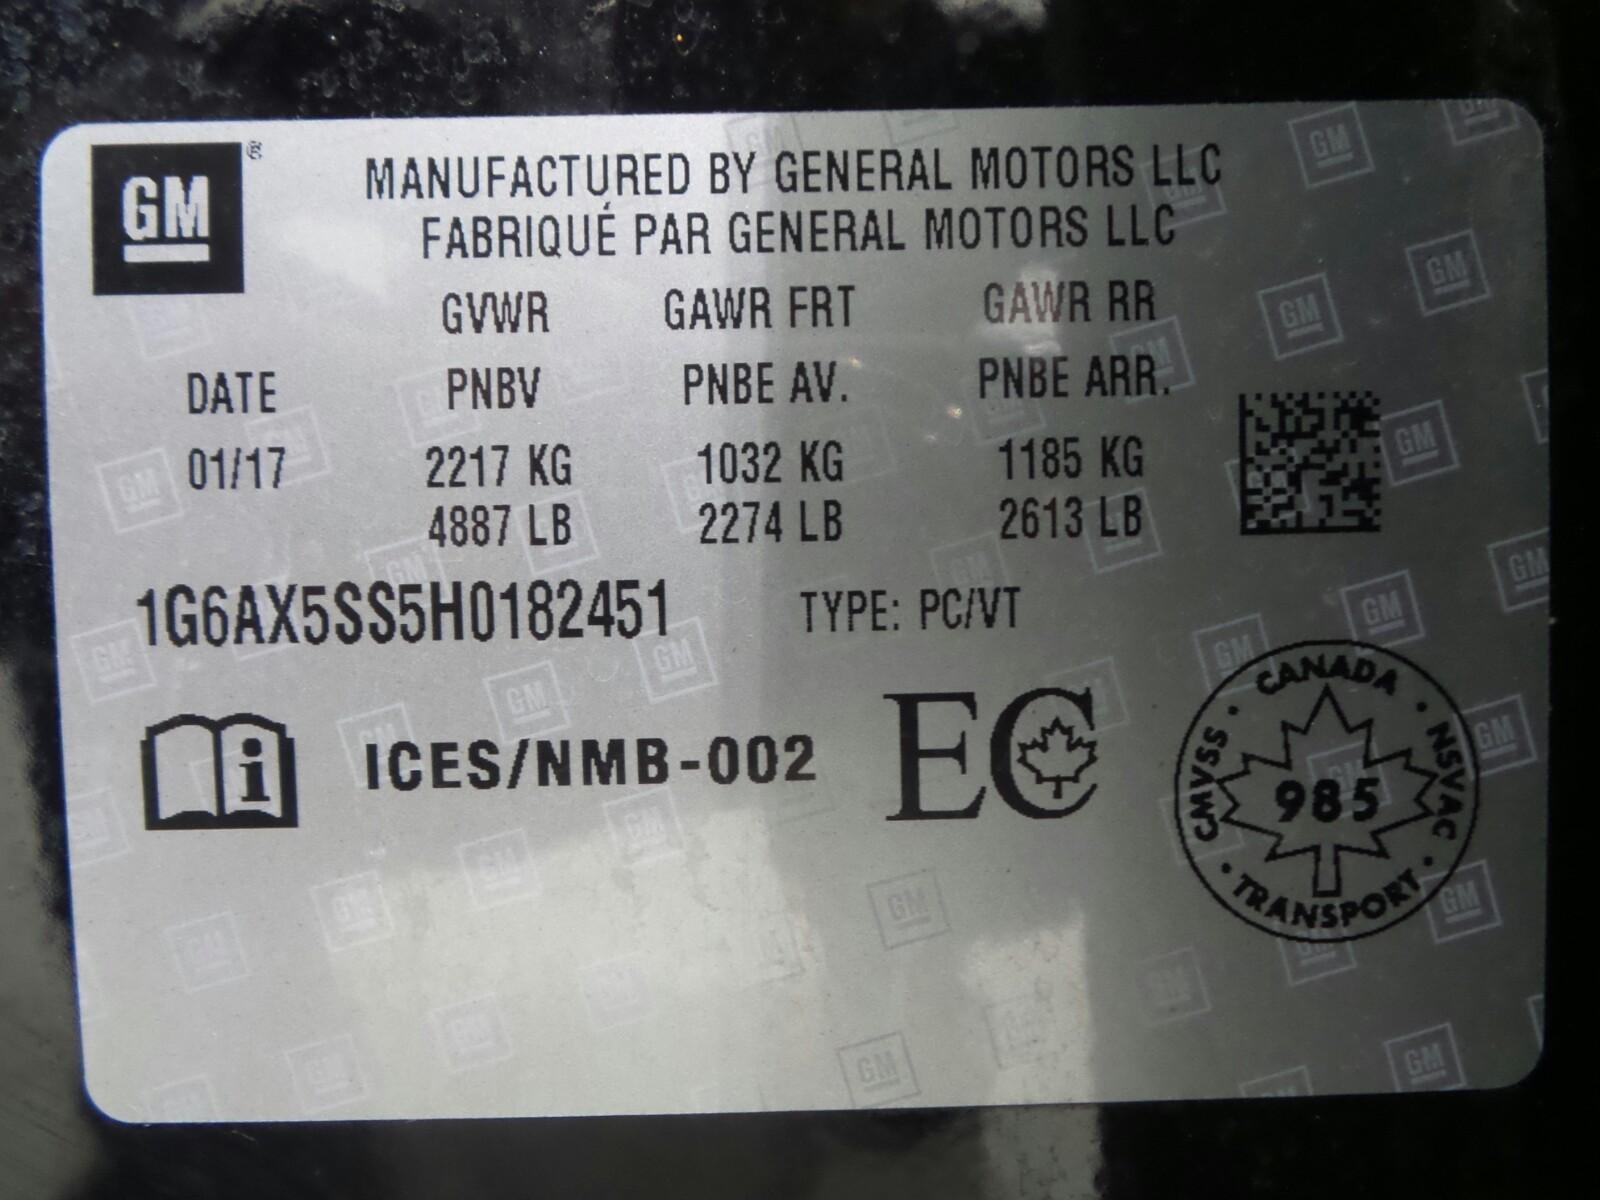 GM ®
MANUFACTURED BY GENERAL MOTORS LLC
FABRIQUÉ PAR GENERAL MOTORS LLC
GVWR GAWR FRT GAWR RR
DATE PNBV PNBE AV. PNBE ARR.
01/17 2217 KG 1032 KG 1185 KG
4887 LB 2274 LB 2613 LB
1G6AX5SS5H0182451 TYPE: PC/VT
i ICES/NMB-002 EC
CANADA · NSVAC · TRANSPORT · CMVSS ·
985